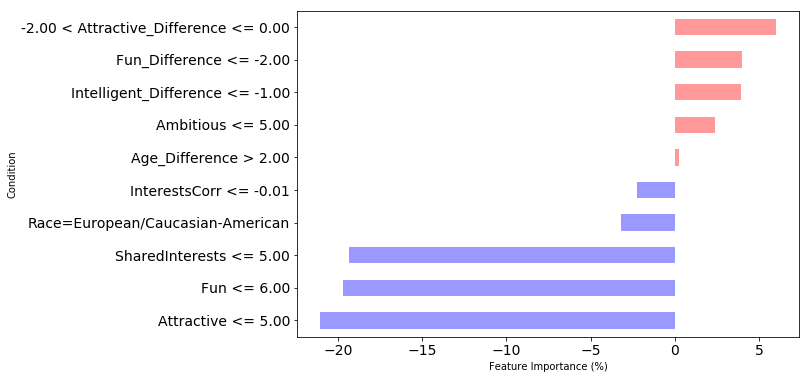 -2.00 < Attractive_Difference <= 0.00
Fun_Difference <= -2.00
Intelligent_Difference <= -1.00
Ambitious <= 5.00
Age_Difference > 2.00
InterestsCorr <= -0.01
Race=European/Caucasian-American
SharedInterests <= 5.00
Fun <= 6.00
Attractive <= 5.00
Condition
−20 −15 −10 −5 0 5
Feature Importance (%)